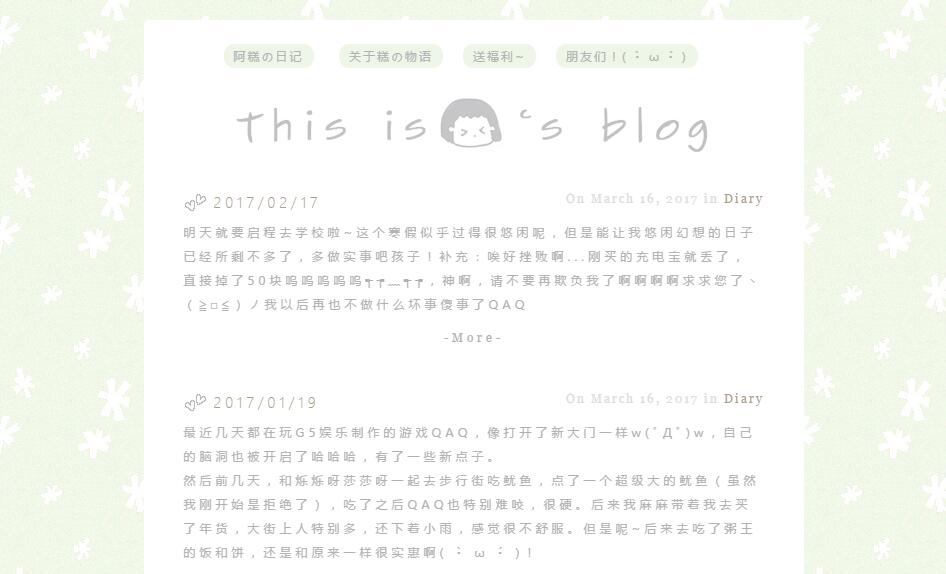 阿糕の日记
关于糕の物语
送福利~
朋友们！( ︰ ω ︰ )
This is 's blog
2017/02/17
On March 16, 2017 in Diary
明天就要启程去学校啦~这个寒假似乎过得很悠闲呢，但是能让我悠闲幻想的日子
已经所剩不多了，多做实事吧孩子！补充：唉好挫败啊...刚买的充电宝就丢了，
直接掉了50块呜呜呜呜呜┭┮﹏┭┮，神啊，请不要再欺负我了啊啊啊啊求求您了ヽ
(≧□≦)ノ我以后再也不做什么坏事傻事了QAQ
-More-
2017/01/19
On March 16, 2017 in Diary
最近几天都在玩G5娱乐制作的游戏QAQ，像打开了新大门一样w(ﾟДﾟ)w，自己
的脑洞也被开启了哈哈哈，有了一些新点子。
然后前几天，和烁烁呀莎莎呀一起去步行街吃鱿鱼，点了一个超级大的鱿鱼（虽然
我刚开始是拒绝了），吃了之后QAQ也特别难吱，很硬。后来我麻麻带着我去买
了年货，大街上人特别多，还下着小雨，感觉很不舒服。但是呢~后来去吃了粥王
的饭和饼，还是和原来一样很实惠啊( ︰ ω ︰ )！